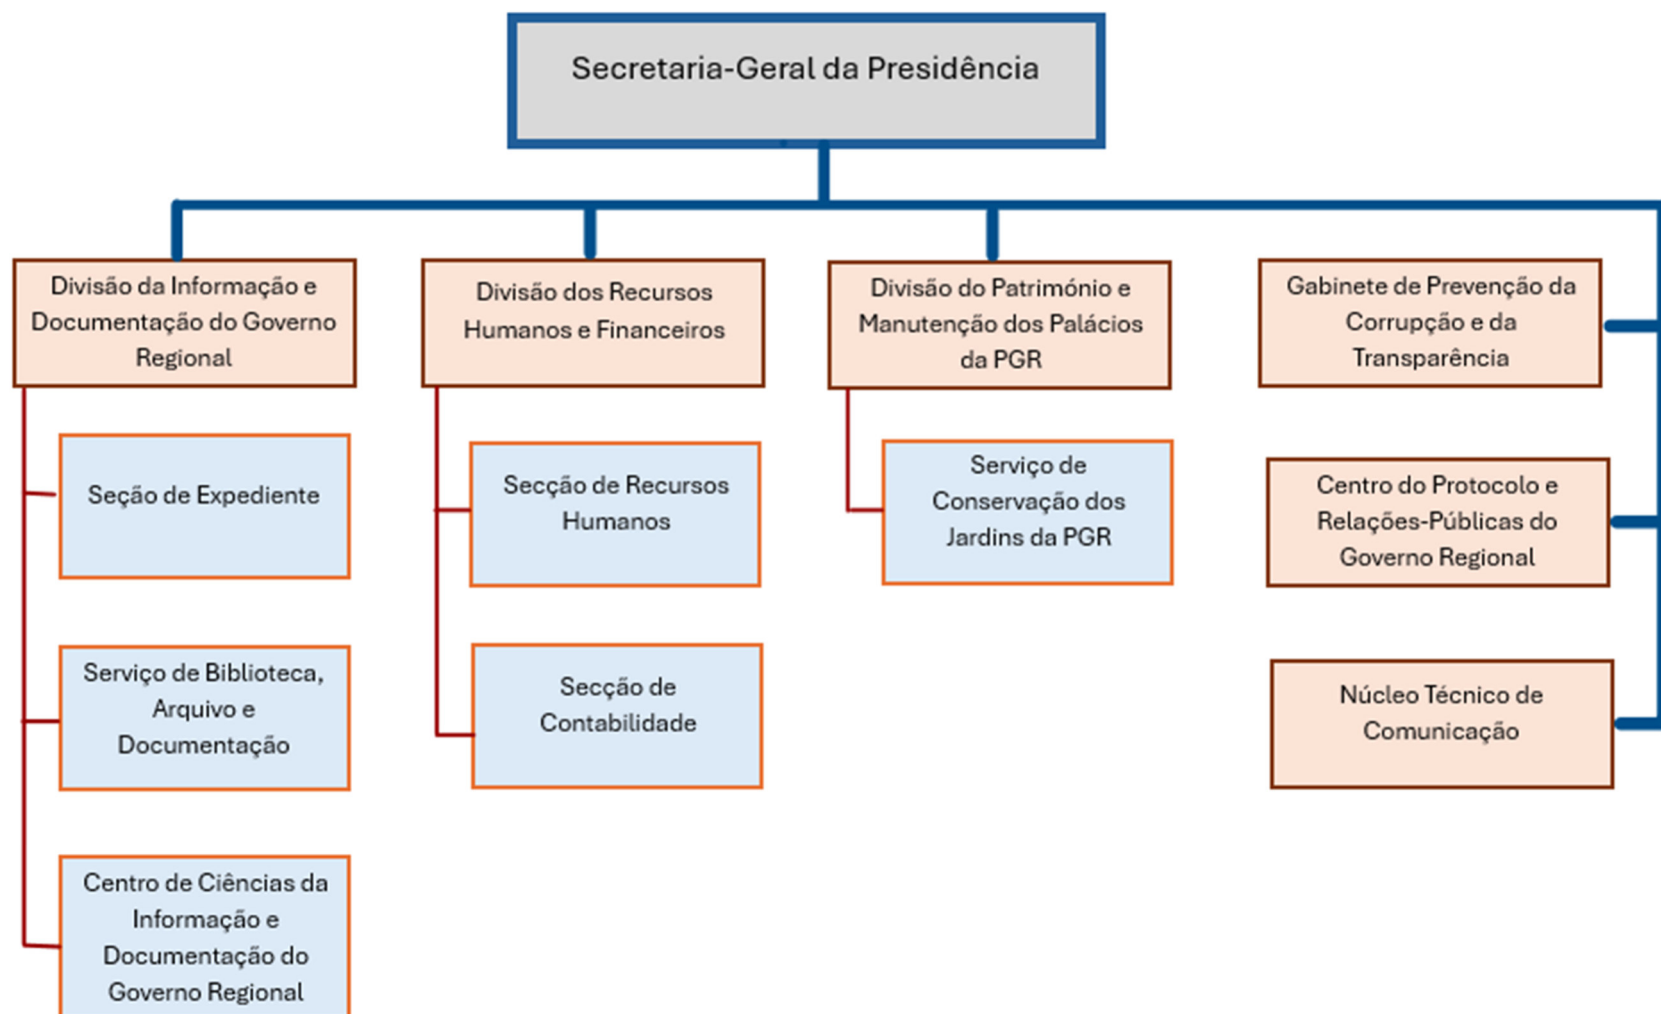 Secretaria-Geral da Presidência
Divisão da Informação e
Documentação do Governo
Regional
Divisão dos Recursos
Humanos e Financeiros
Divisão do Património e
Manutenção dos Palácios
da PGR
Gabinete de Prevenção da
Corrupção e da
Transparência
Seção de Expediente
Secção de Recursos
Humanos
Serviço de
Conservação dos
Jardins da PGR
Centro do Protocolo e
Relações-Públicas do
Governo Regional
Serviço de Biblioteca,
Arquivo e
Documentação
Secção de
Contabilidade
Núcleo Técnico de
Comunicação
Centro de Ciências da
Informação e
Documentação do
Governo Regional